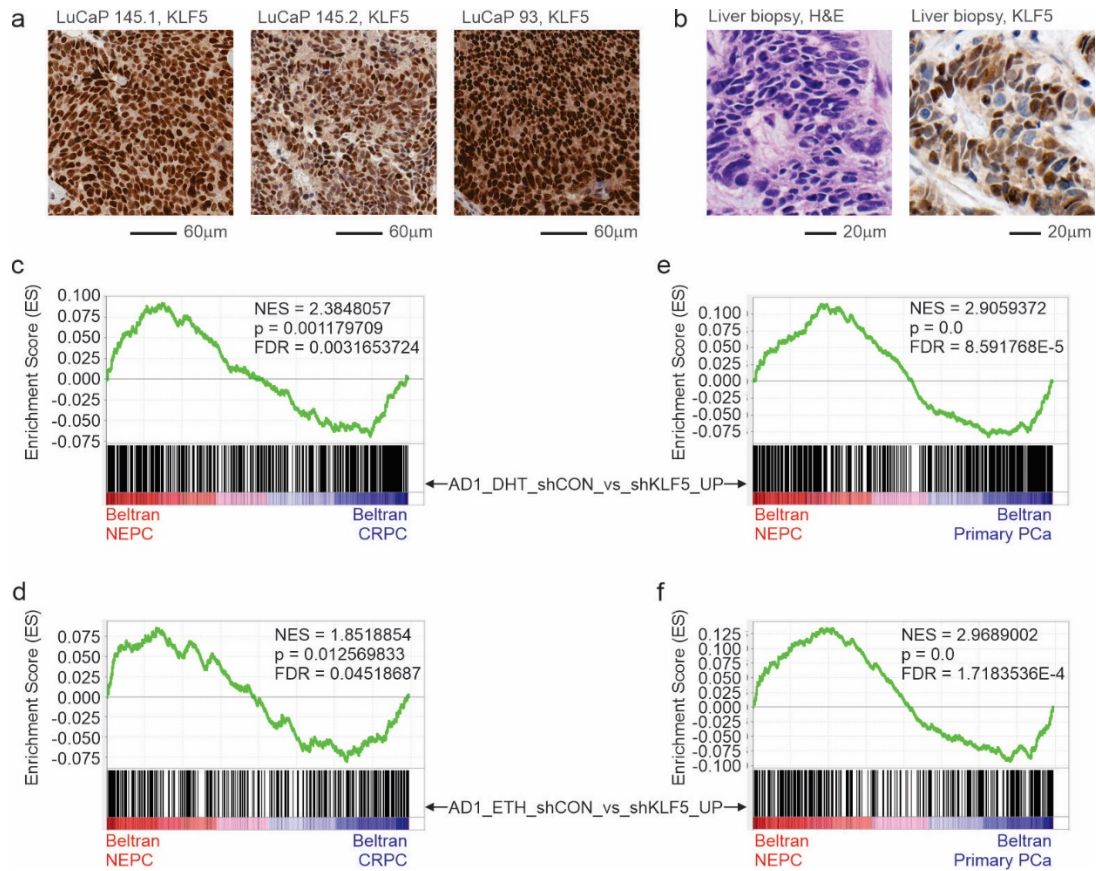 a
LuCaP 145.1, KLF5
LuCaP 145.2, KLF5
LuCaP 93, KLF5
60μm
60μm
60μm
b
Liver biopsy, H&E
Liver biopsy, KLF5
20μm
20μm
c
Enrichment Score (ES)
0.100
0.075
0.050
0.025
0.000
-0.025
-0.050
-0.075
NES = 2.3848057
p = 0.001179709
FDR = 0.0031653724
Beltran
NEPC
Beltran
CRPC
AD1_DHT_shCON_vs_shKLF5_UP
e
Enrichment Score (ES)
0.100
0.075
0.050
0.025
0.000
-0.025
-0.050
-0.075
NES = 2.9059372
p = 0.0
FDR = 8.591768E-5
Beltran
NEPC
Beltran
Primary PCa
d
Enrichment Score (ES)
0.075
0.050
0.025
0.000
-0.025
-0.050
-0.075
NES = 1.8518854
p = 0.012569833
FDR = 0.04518687
Beltran
NEPC
Beltran
CRPC
AD1_ETH_shCON_vs_shKLF5_UP
f
Enrichment Score (ES)
0.125
0.100
0.075
0.050
0.025
0.000
-0.025
-0.050
-0.075
-0.100
NES = 2.9689002
p = 0.0
FDR = 1.7183536E-4
Beltran
NEPC
Beltran
Primary PCa